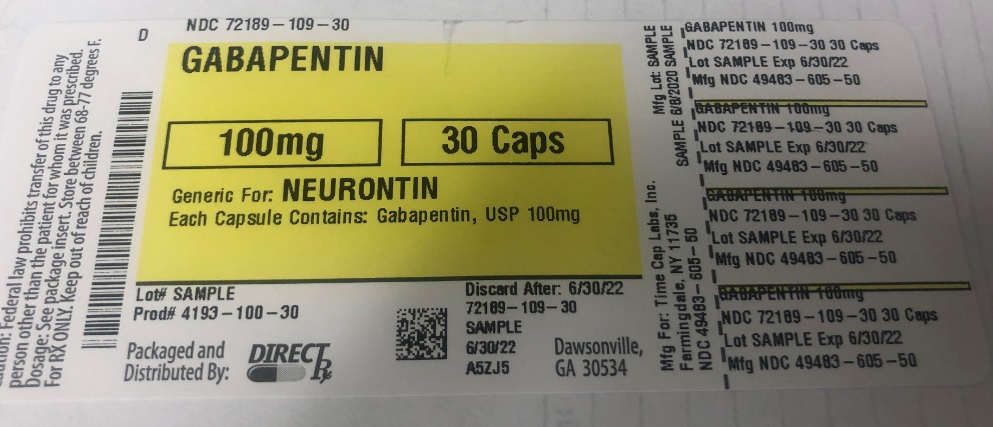 NDC 72189-109-30
D
GABAPENTIN
100mg
30 Caps
Generic For: NEURONTIN
Each Capsule Contains: Gabapentin, USP 100mg
Lot# SAMPLE
Prod# 4193-100-30
Discard After: 6/30/22
72189-109-30
SAMPLE
6/30/22
A5ZJ5
Packaged and
Distributed By:
DIRECT Rx
Dawsonville,
GA 30534
Federal law prohibits transfer of this drug to any
person other than the patient for whom it was prescribed.
Dosage: See package insert. Store between 68-77 degrees F.
For RX ONLY. Keep out of reach of children.
Mfg Lot: SAMPLE
SAMPLE 6/8/2020 SAMPLE
Mfg For: Time Cap Labs, Inc.
Farmingdale, NY 11735
NDC 49483-605-50
GABAPENTIN 100mg
NDC 72189-109-30 30 Caps
Lot SAMPLE Exp 6/30/22
Mfg NDC 49483-605-50
GABAPENTIN 100mg
NDC 72189-109-30 30 Caps
Lot SAMPLE Exp 6/30/22
Mfg NDC 49483-605-50
GABAPENTIN 100mg
NDC 72189-109-30 30 Caps
Lot SAMPLE Exp 6/30/22
Mfg NDC 49483-605-50
GABAPENTIN 100mg
NDC 72189-109-30 30 Caps
Lot SAMPLE Exp 6/30/22
Mfg NDC 49483-605-50